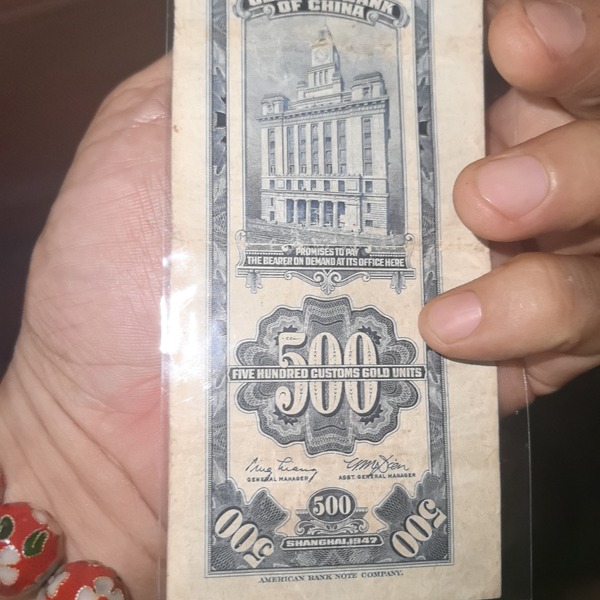 OF CHINA
PROMISES TO PAY
THE BEARER ON DEMAND AT ITS OFFICE HERE
500
FIVE HUNDRED CUSTOMS GOLD UNITS
GENERAL MANAGER
ASST. GENERAL MANAGER
500
500
500
SHANGHAI, 1947
AMERICAN BANK NOTE COMPANY.